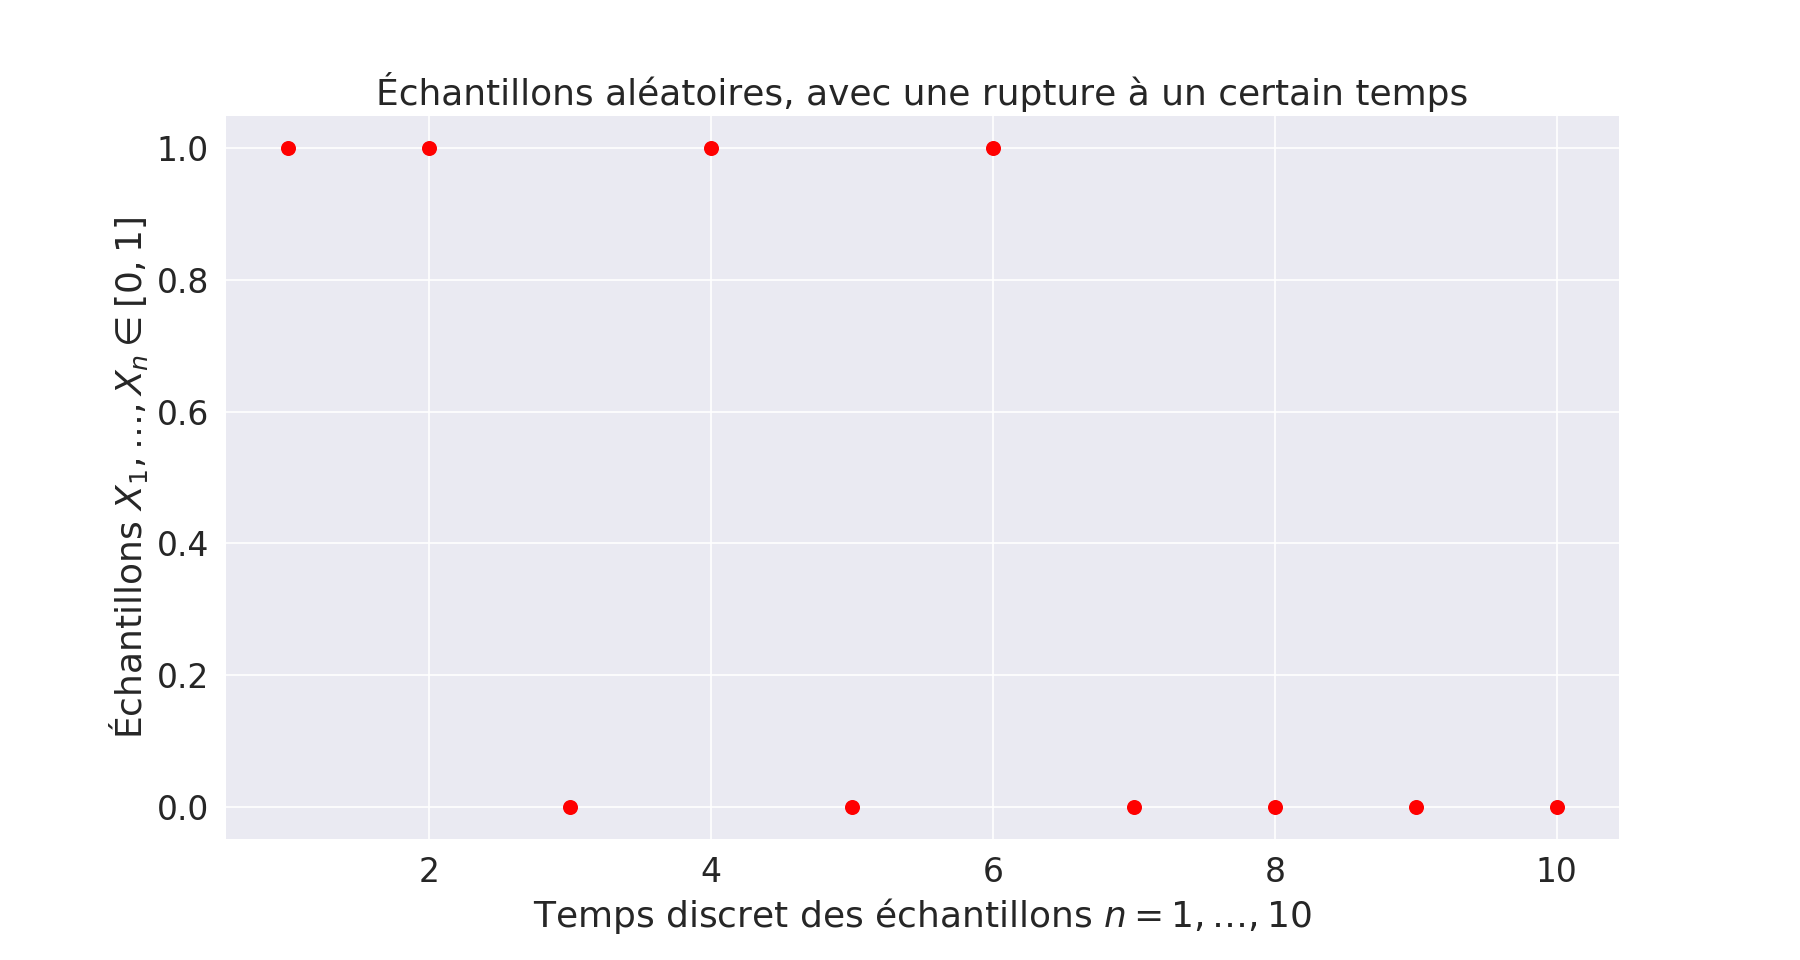 Échantillons aléatoires, avec une rupture à un certain temps
Échantillons X₁, ..., Xₙ ∈ [0, 1]
1.0
0.8
0.6
0.4
0.2
0.0
2 4 6 8 10
Temps discret des échantillons n = 1, ..., 10